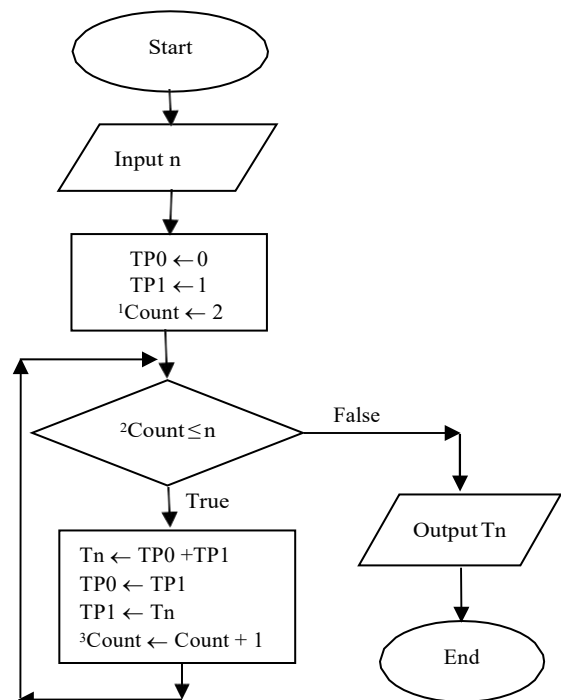 Start
Input n
TP0 ← 0
TP1 ← 1
¹Count ← 2
²Count ≤ n
False
True
Tn ← TP0 +TP1
TP0 ← TP1
TP1 ← Tn
³Count ← Count + 1
Output Tn
End